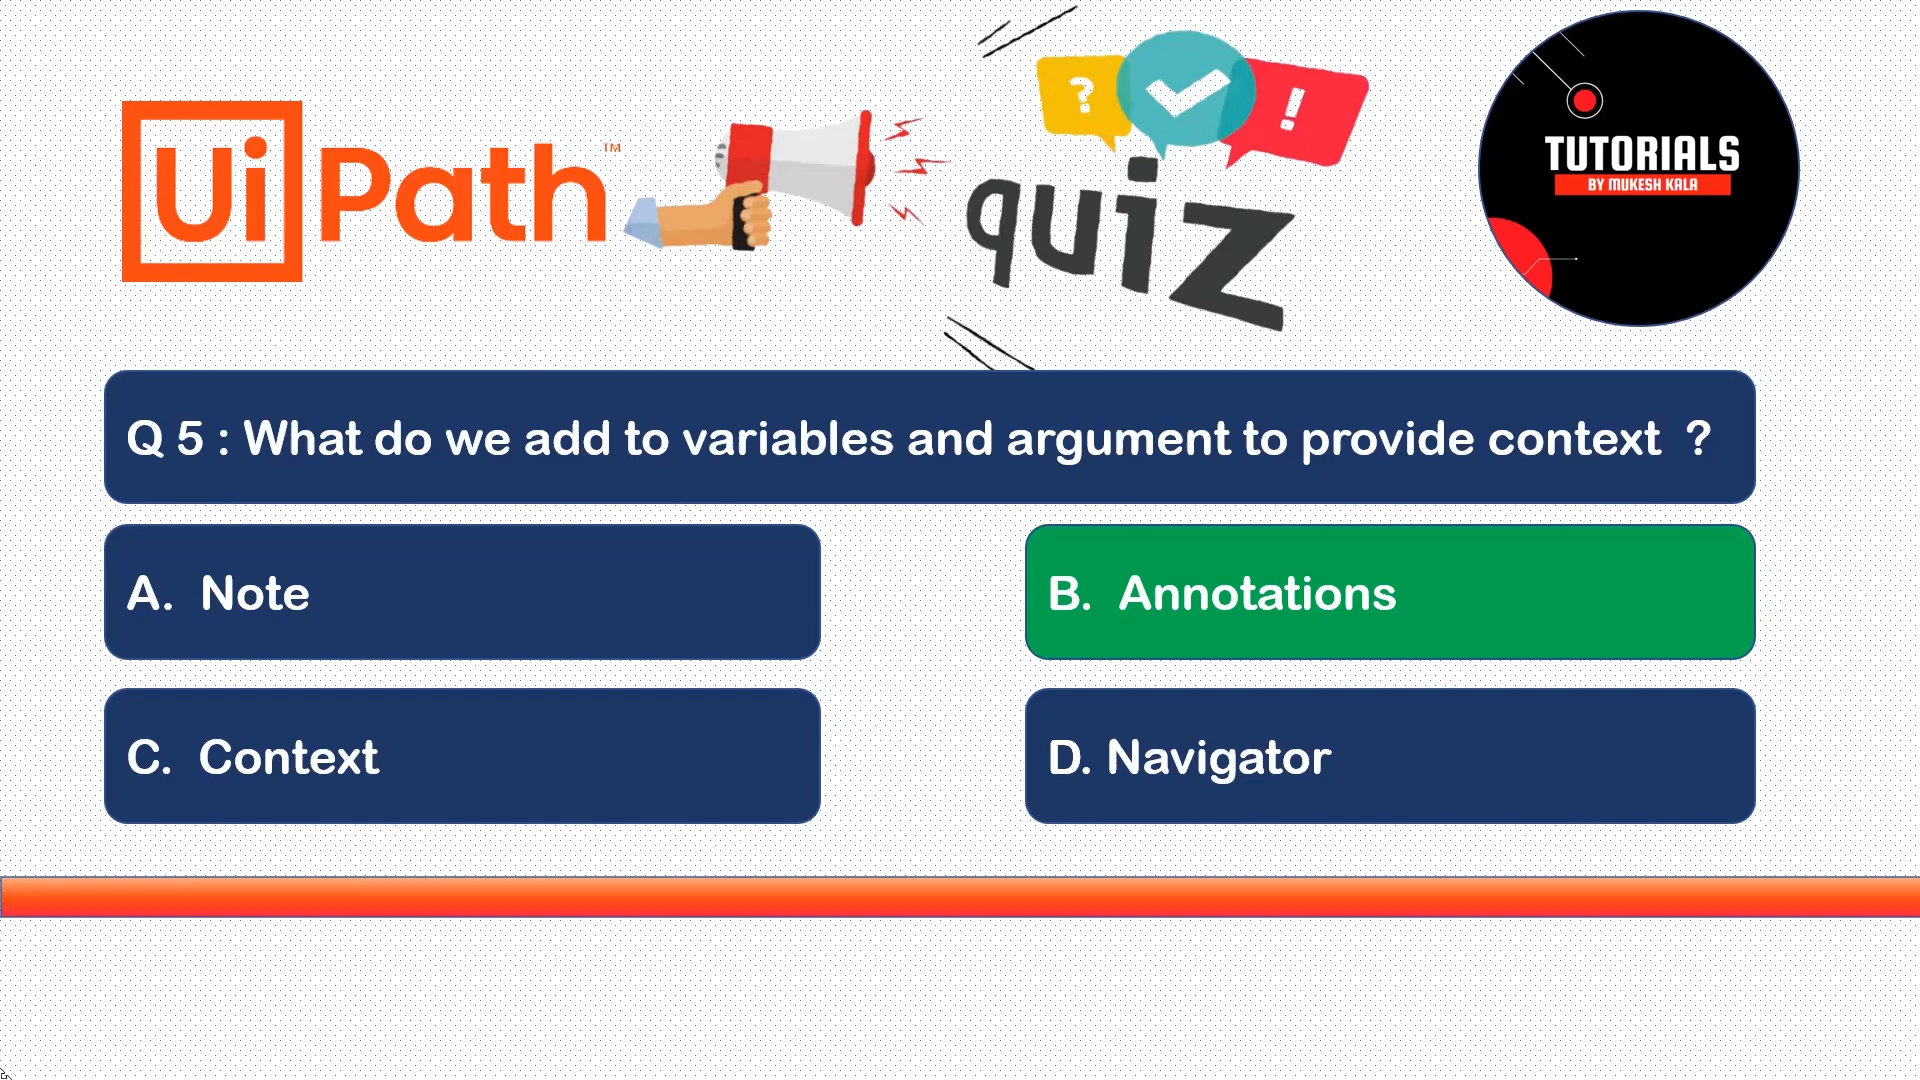 UiPath™
?
!
quiz
TUTORIALS
BY MUKESH KALA
Q 5 : What do we add to variables and argument to provide context ?
A. Note
B. Annotations
C. Context
D. Navigator